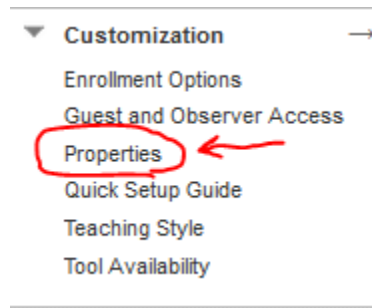 Customization
Enrollment Options
Guest and Observer Access
Properties
Quick Setup Guide
Teaching Style
Tool Availability